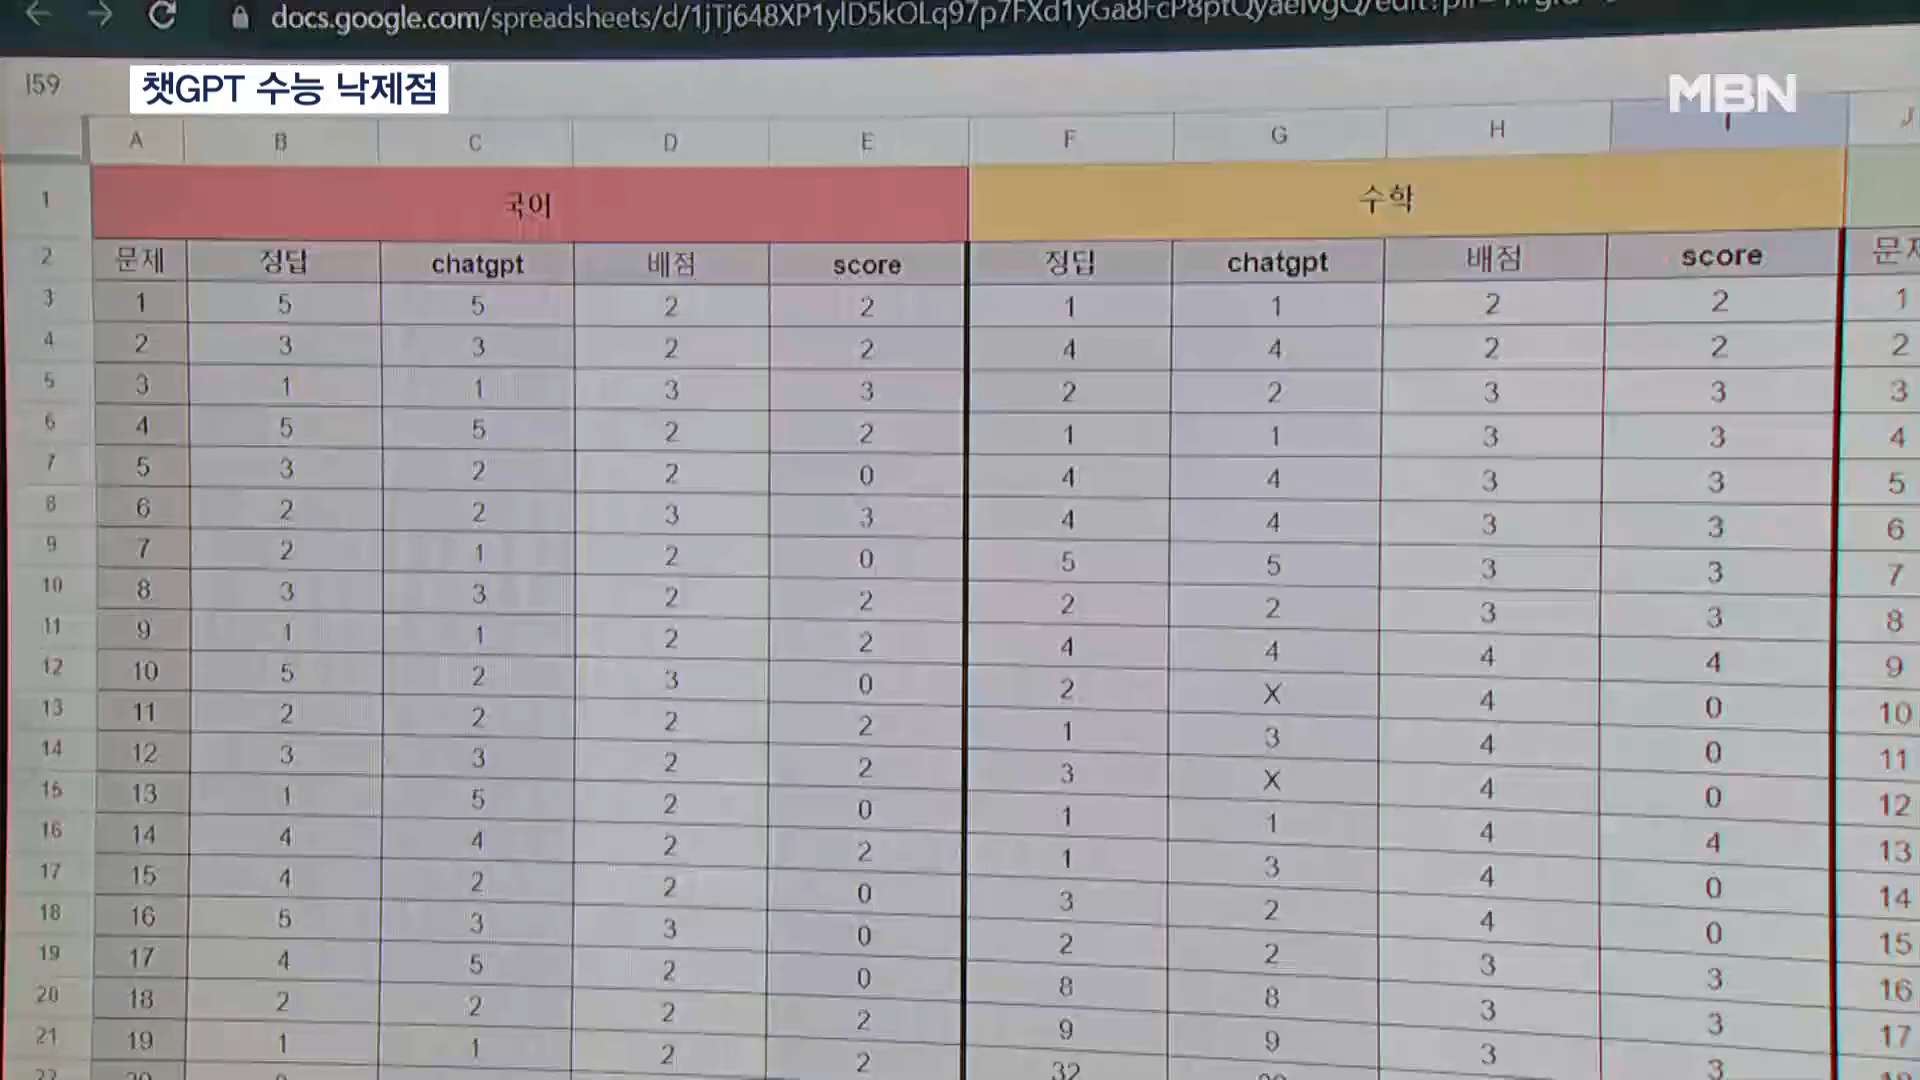 docs.google.com/spreadsheets/d/
I59
챗GPT 수능 낙제점
MBN
A B C D E F G H I J
1 국어 수학
2 문제 정답 chatgpt 배점 score 정답 chatgpt 배점 score
3 1 5 5 2 2 1 1 2 2 1
4 2 3 3 2 2 4 4 2 2 2
5 3 1 1 3 3 2 2 3 3 3
6 4 5 5 2 2 1 1 3 3 4
7 5 3 2 2 0 4 4 3 3 5
8 6 2 2 3 3 4 4 3 3 6
9 7 2 1 2 0 5 5 3 3 7
10 8 3 3 2 2 2 2 3 3 8
11 9 1 1 2 2 4 4 4 4 9
12 10 5 2 3 0 2 X 4 0 10
13 11 2 2 2 2 1 3 4 0 11
14 12 3 3 2 2 3 X 4 0 12
15 13 1 5 2 0 1 1 4 4 13
16 14 4 4 2 2 1 3 4 0 14
17 15 4 2 2 0 3 2 4 0 15
18 16 5 3 3 0 2 2 3 3 16
19 17 4 5 2 0 8 8 3 3 17
20 18 2 2 2 2 9 9 3 3
21 19 1 1 2 2 32
22 20